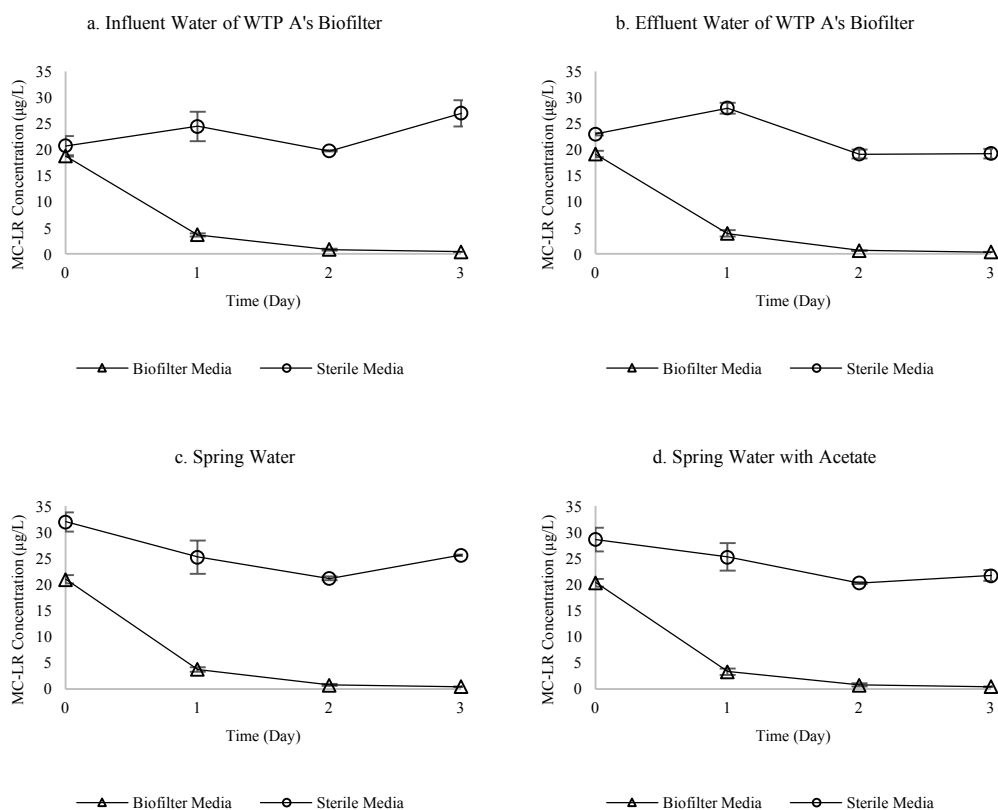 a. Influent Water of WTP A's Biofilter
MC-LR Concentration (µg/L)
35
30
25
20
15
10
5
0
0 1 2 3
Time (Day)
Biofilter Media Sterile Media
b. Effluent Water of WTP A's Biofilter
MC-LR Concentration (µg/L)
35
30
25
20
15
10
5
0
0 1 2 3
Time (Day)
Biofilter Media Sterile Media
c. Spring Water
MC-LR Concentration (µg/L)
35
30
25
20
15
10
5
0
0 1 2 3
Time (Day)
Biofilter Media Sterile Media
d. Spring Water with Acetate
MC-LR Concentration (µg/L)
35
30
25
20
15
10
5
0
0 1 2 3
Time (Day)
Biofilter Media Sterile Media